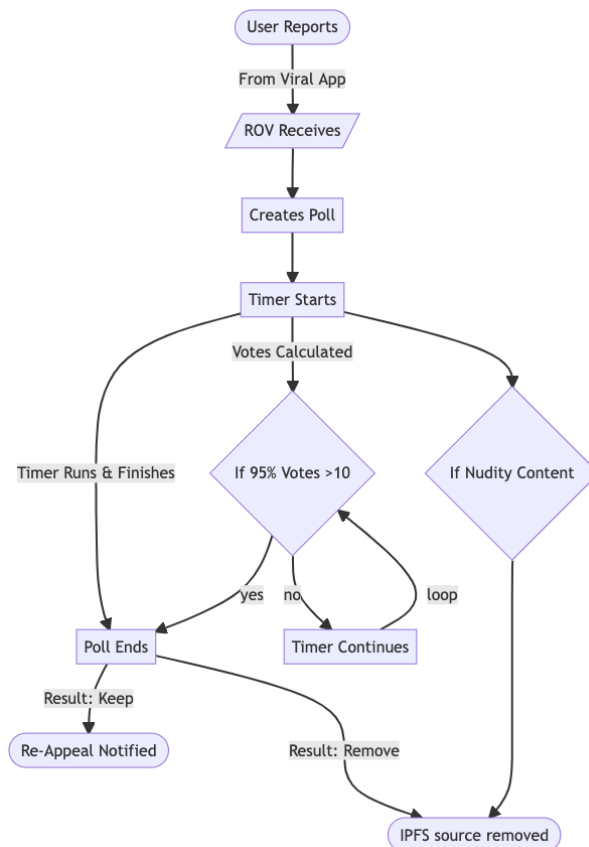 User Reports
From Viral App
ROV Receives
Creates Poll
Timer Starts
Votes Calculated
Timer Runs & Finishes
If 95% Votes >10
If Nudity Content
yes
no
loop
Poll Ends
Timer Continues
Result: Keep
Re-Appeal Notified
Result: Remove
IPFS source removed